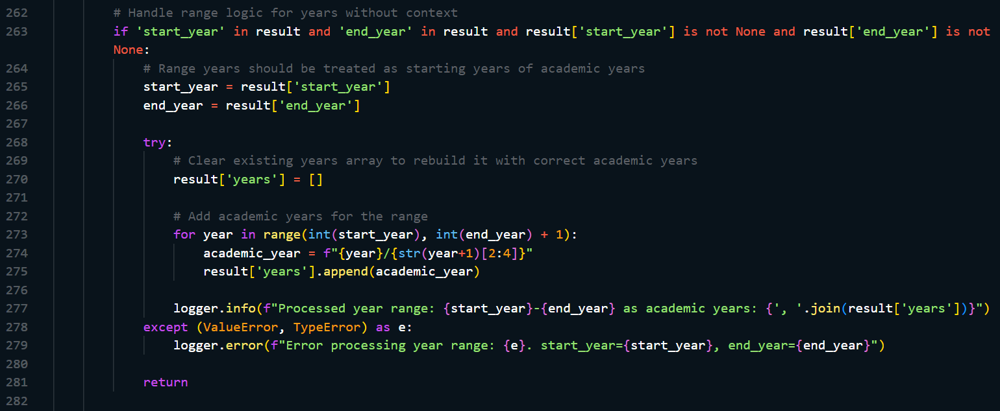 262 # Handle range logic for years without context
263 if 'start_year' in result and 'end_year' in result and result['start_year'] is not None and result['end_year'] is not
None:
264 # Range years should be treated as starting years of academic years
265 start_year = result['start_year']
266 end_year = result['end_year']
267
268 try:
269 # Clear existing years array to rebuild it with correct academic years
270 result['years'] = []
271
272 # Add academic years for the range
273 for year in range(int(start_year), int(end_year) + 1):
274 academic_year = f"{year}/{str(year+1)[2:4]}"
275 result['years'].append(academic_year)
276
277 logger.info(f"Processed year range: {start_year}-{end_year} as academic years: {', '.join(result['years'])}")
278 except (ValueError, TypeError) as e:
279 logger.error(f"Error processing year range: {e}. start_year={start_year}, end_year={end_year}")
280
281 return
282